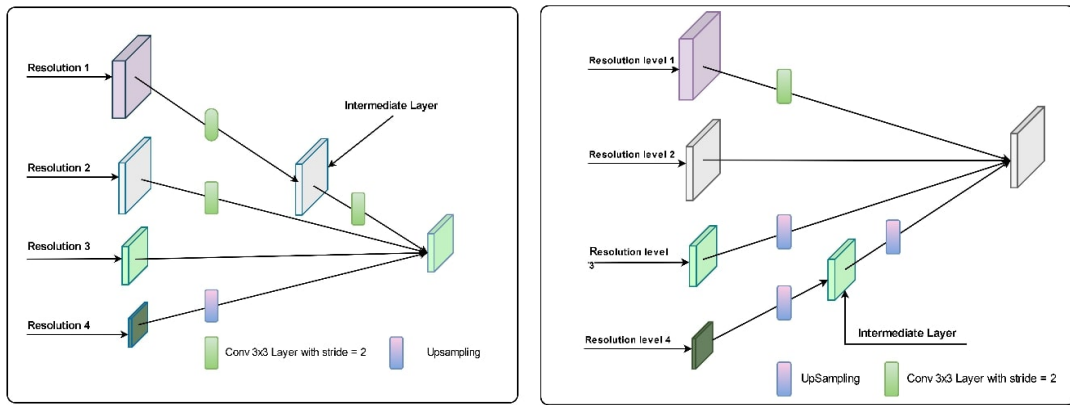 Resolution 1
Intermediate Layer
Resolution 2
Resolution 3
Resolution 4
Conv 3x3 Layer with stride = 2
Upsampling
Resolution level 1
Resolution level 2
Resolution level
3
Resolution level 4
Intermediate Layer
UpSampling
Conv 3x3 Layer with stride = 2